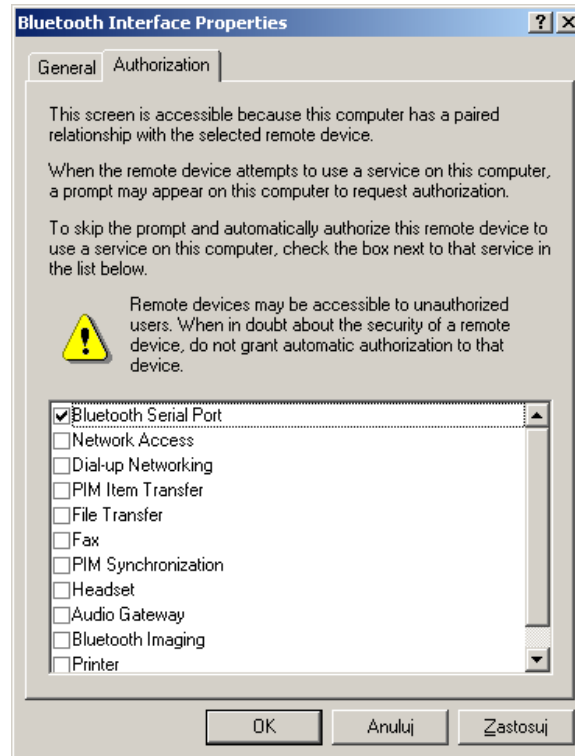 Bluetooth Interface Properties
General
Authorization
This screen is accessible because this computer has a paired
relationship with the selected remote device.
When the remote device attempts to use a service on this computer,
a prompt may appear on this computer to request authorization.
To skip the prompt and automatically authorize this remote device to
use a service on this computer, check the box next to that service in
the list below.
Remote devices may be accessible to unauthorized
users. When in doubt about the security of a remote
device, do not grant automatic authorization to that
device.
Bluetooth Serial Port
Network Access
Dial-up Networking
PIM Item Transfer
File Transfer
Fax
PIM Synchronization
Headset
Audio Gateway
Bluetooth Imaging
Printer
OK
Anuluj
Zastosuj